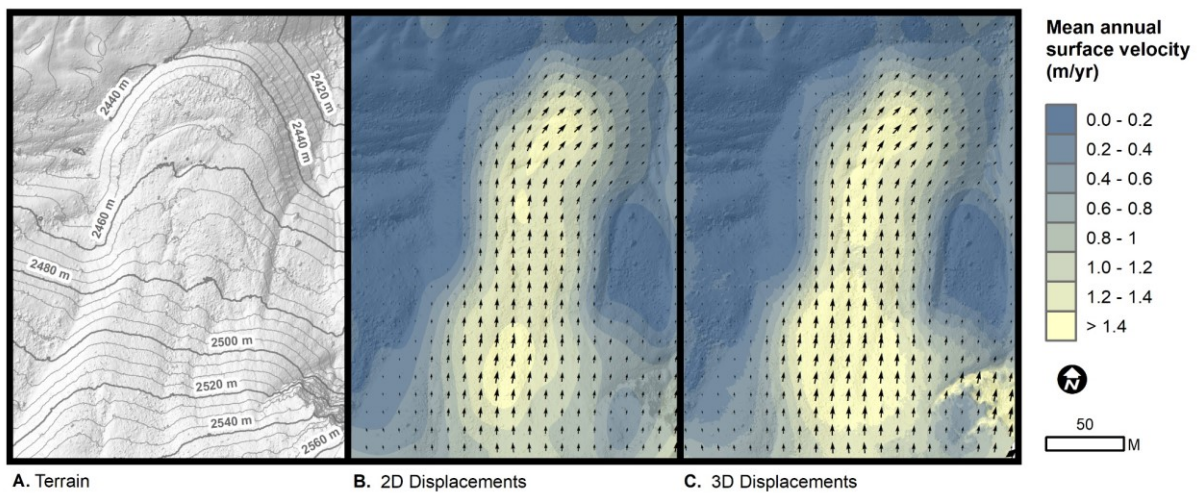 2440 m
2420 m
2440 m
2460 m
2480 m
2500 m
2520 m
2540 m
2560 m
A. Terrain
B. 2D Displacements
C. 3D Displacements
Mean annual
surface velocity
(m/yr)
0.0 - 0.2
0.2 - 0.4
0.4 - 0.6
0.6 - 0.8
0.8 - 1
1.0 - 1.2
1.2 - 1.4
> 1.4
N
50
M